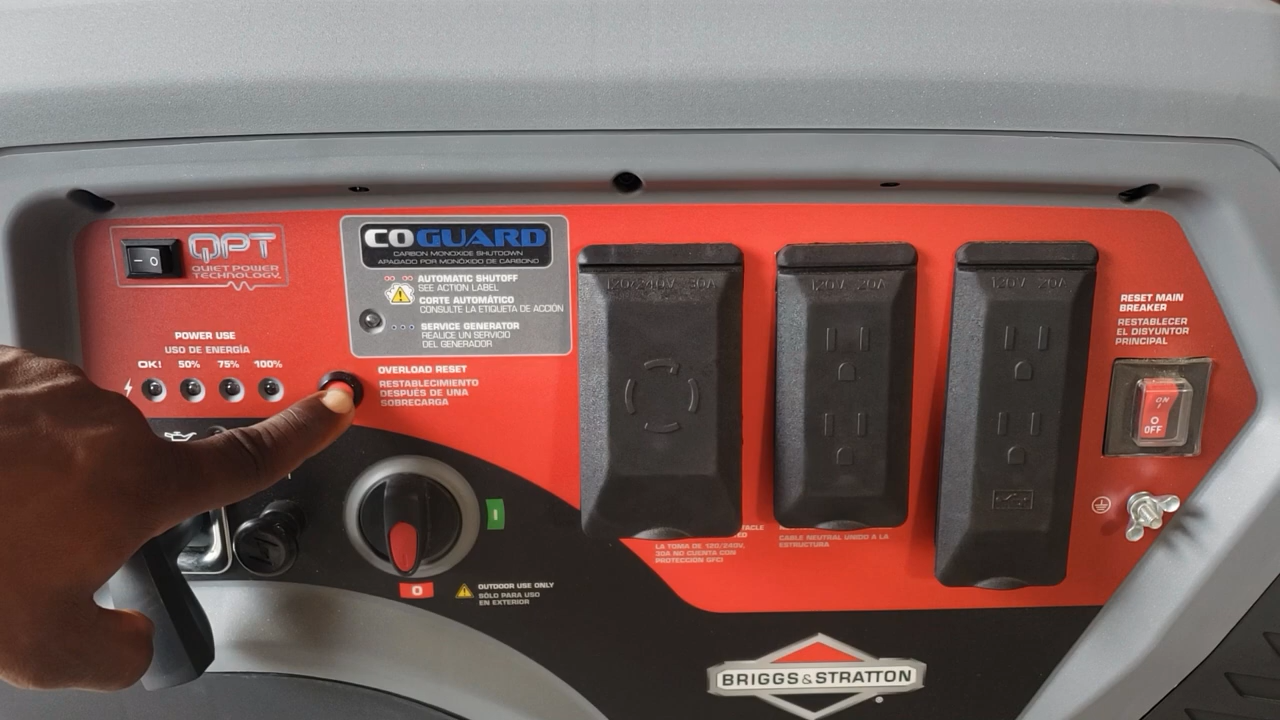 — O
QPT
QUIET POWER
TECHNOLOGY.
COGUARD
CARBON MONOXIDE SHUTDOWN
APAGADO POR MONÓXIDO DE CARBONO
AUTOMATIC SHUTOFF
SEE ACTION LABEL
CORTE AUTOMÁTICO
CONSULTE LA ETIQUETA DE ACCIÓN
SERVICE GENERATOR
REALICE UN SERVICIO
DEL GENERADOR
POWER USE
USO DE ENERGÍA
OK! 50% 75% 100%
OVERLOAD RESET
RESTABLECIMIENTO
DESPUÉS DE UNA
SOBRECARGA
120/240V 30A
120V 20A
120V 20A
RESET MAIN
BREAKER
RESTABLECER
EL DISYUNTOR
PRINCIPAL
ON
I
O
OFF
I
O
OUTDOOR USE ONLY
SÓLO PARA USO
EN EXTERIOR
LA TOMA DE 120/240V,
30A NO CUENTA CON
PROTECCIÓN GFCI
CABLE NEUTRAL UNIDO A LA
ESTRUCTURA
BRIGGS & STRATTON